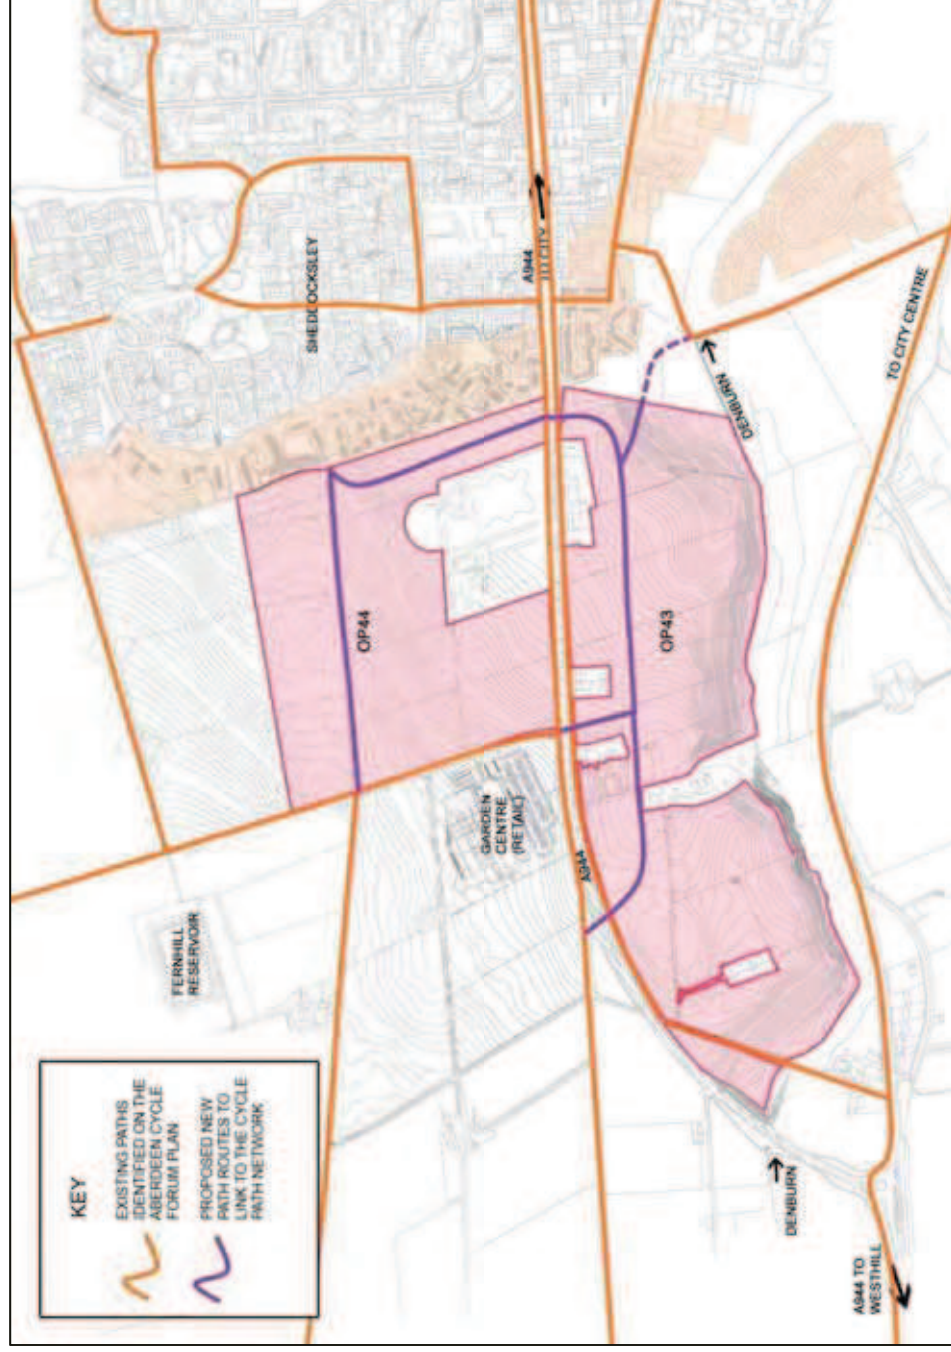 KEY
EXISTING PATHS
IDENTIFIED ON THE
ABERDEEN CYCLE
FORUM PLAN
PROPOSED NEW
PATH ROUTES TO
LINK TO THE CYCLE
PATH NETWORK
FERNHILL
RESERVOIR
SHEDDOCKSLEY
OP44
GARDEN
CENTRE
(RETAIL)
A944
A944
TO CITY
OP43
DENBURN
TO CITY CENTRE
DENBURN
A944 TO
WESTHILL